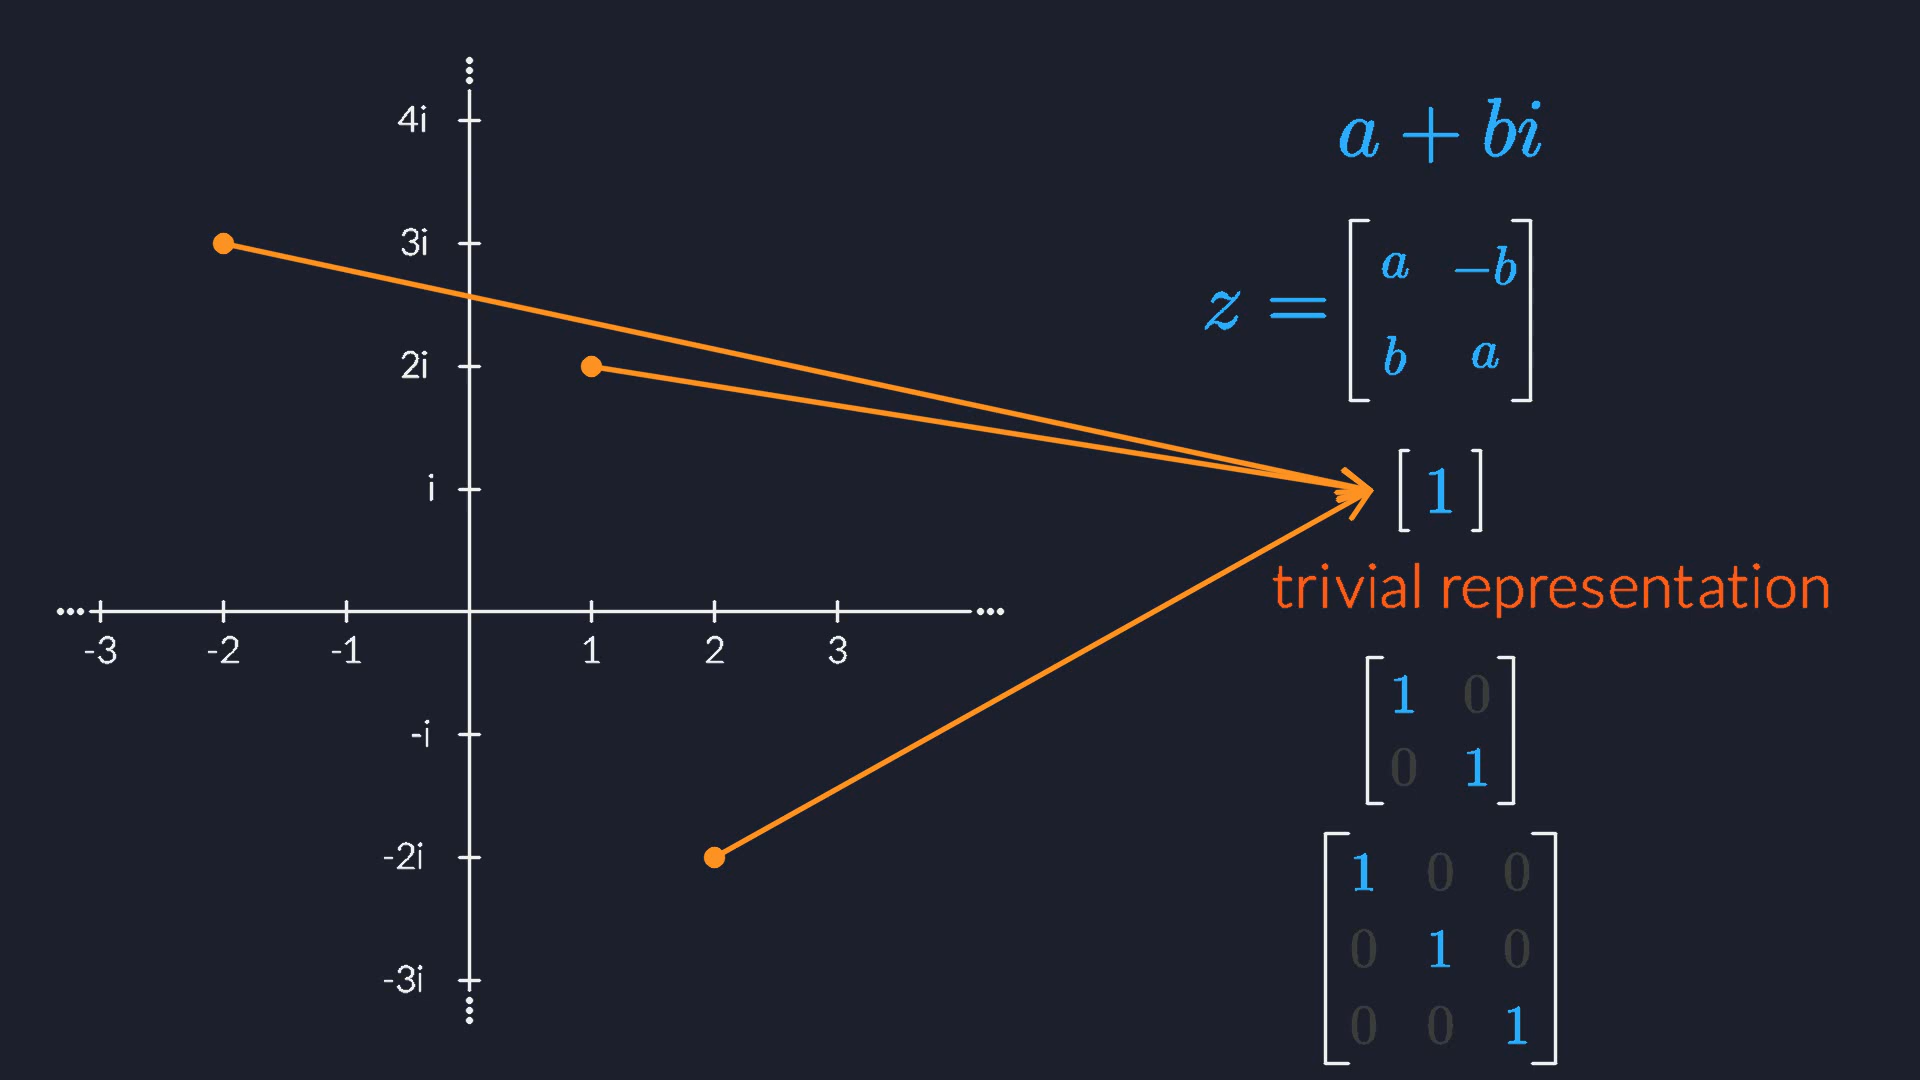 4i
3i
2i
i
-3 -2 -1 1 2 3
-i
-2i
-3i
a + bi
z = [ a −b
b a ]
[ 1 ]
trivial representation
[ 1 0
0 1 ]
[ 1 0 0
0 1 0
0 0 1 ]